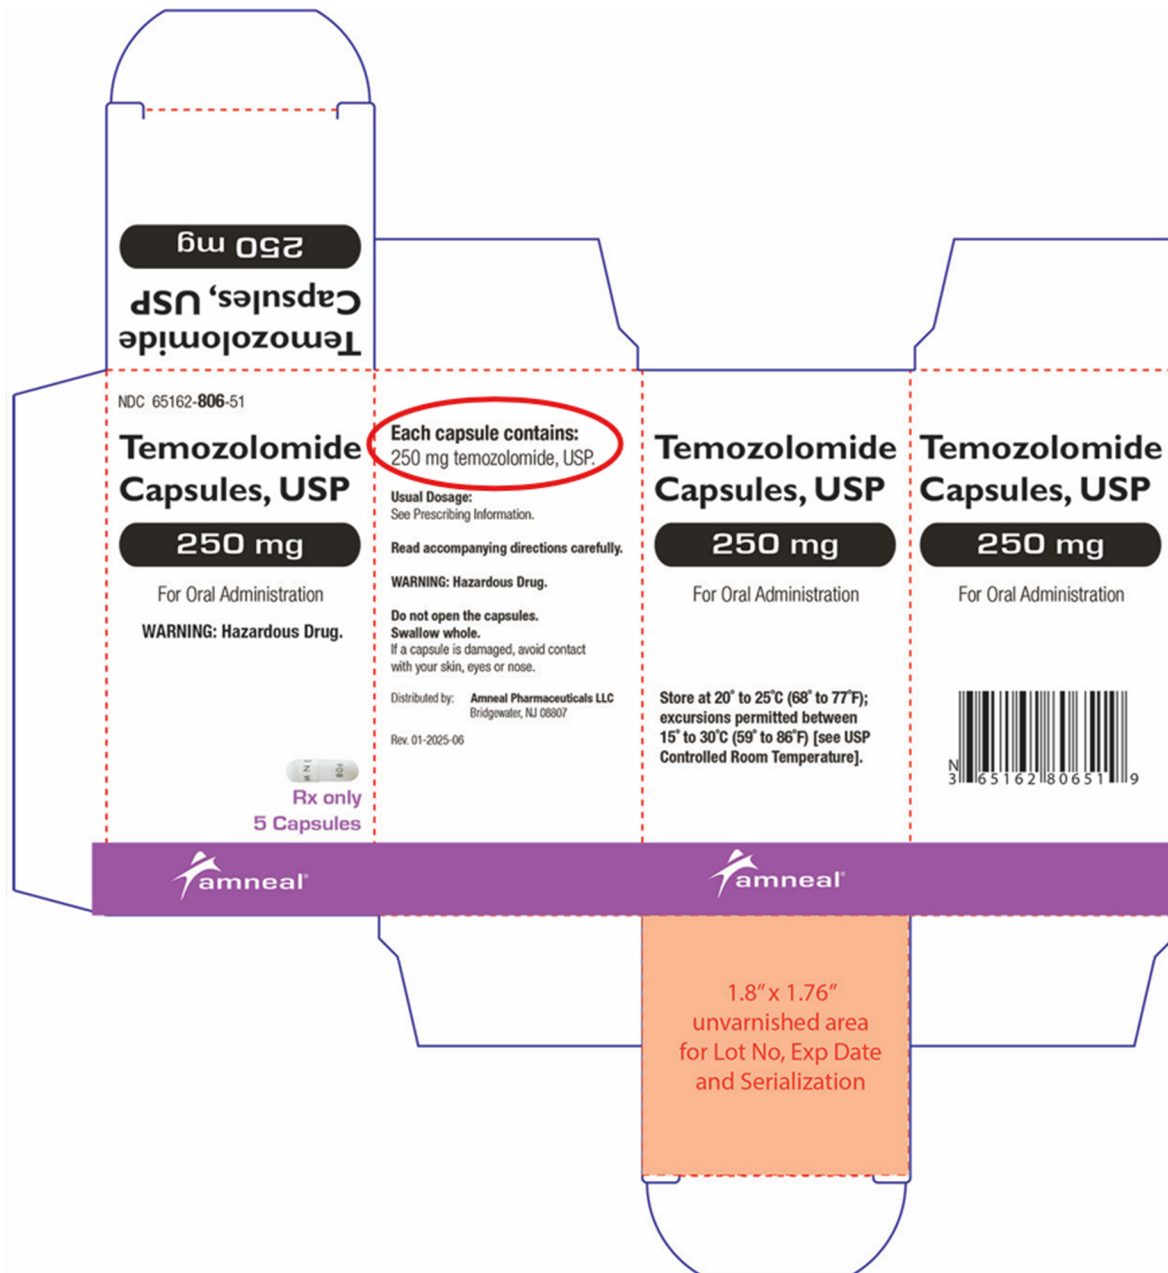 250 mg
Capsules, USP
Temozolomide
NDC 65162-806-51
Temozolomide
Capsules, USP
250 mg
For Oral Administration
WARNING: Hazardous Drug.
806
Rx only
5 Capsules
amneal®
Each capsule contains:
250 mg temozolomide, USP.
Usual Dosage:
See Prescribing Information.
Read accompanying directions carefully.
WARNING: Hazardous Drug.
Do not open the capsules.
Swallow whole.
If a capsule is damaged, avoid contact
with your skin, eyes or nose.
Distributed by: Amneal Pharmaceuticals LLC
Bridgewater, NJ 08807
Rev. 01-2025-06
Temozolomide
Capsules, USP
250 mg
For Oral Administration
Store at 20° to 25°C (68° to 77°F);
excursions permitted between
15° to 30°C (59° to 86°F) [see USP
Controlled Room Temperature].
amneal®
1.8" x 1.76"
unvarnished area
for Lot No, Exp Date
and Serialization
Temozolomide
Capsules, USP
250 mg
For Oral Administration
N
3 65162 80651 9